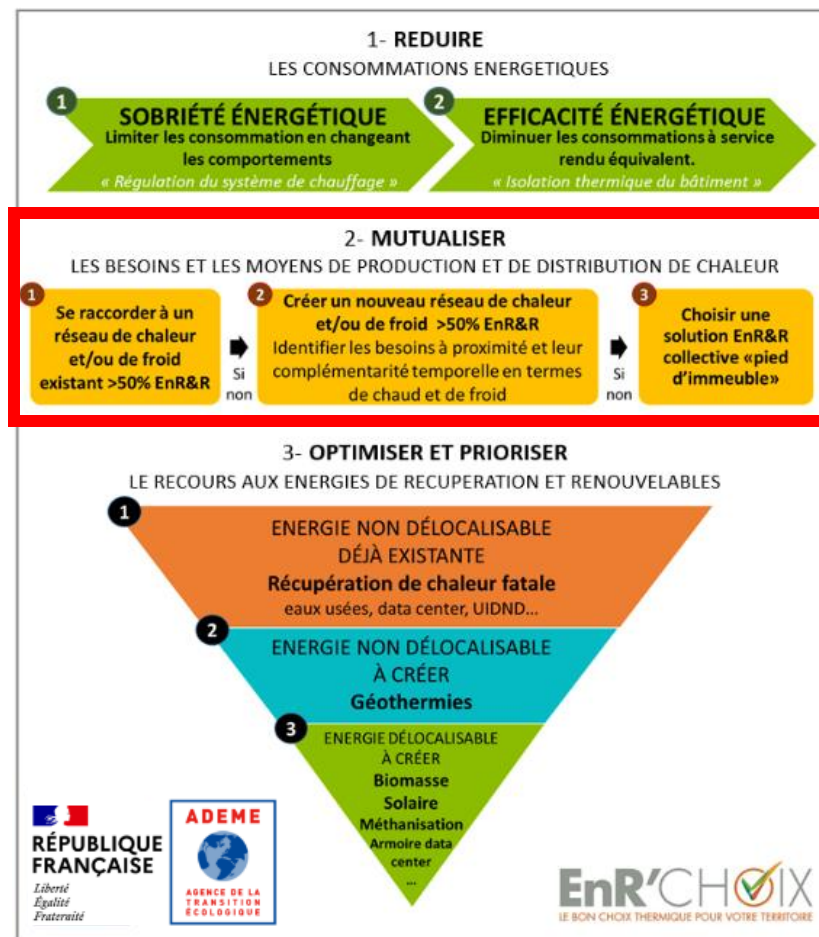 1- REDUIRE
LES CONSOMMATIONS ENERGETIQUES
1
SOBRIÉTÉ ÉNERGÉTIQUE
Limiter les consommation en changeant
les comportements
« Régulation du système de chauffage »
2
EFFICACITÉ ÉNERGÉTIQUE
Diminuer les consommations à service
rendu équivalent.
« Isolation thermique du bâtiment »
2- MUTUALISER
LES BESOINS ET LES MOYENS DE PRODUCTION ET DE DISTRIBUTION DE CHALEUR
1
Se raccorder à un
réseau de chaleur
et/ou de froid
existant >50% EnR&R
Si
non
2
Créer un nouveau réseau de chaleur
et/ou de froid >50% EnR&R
Identifier les besoins à proximité et leur
complémentarité temporelle en termes
de chaud et de froid
Si
non
3
Choisir une
solution EnR&R
collective «pied
d’immeuble»
3- OPTIMISER ET PRIORISER
LE RECOURS AUX ENERGIES DE RECUPERATION ET RENOUVELABLES
1
ENERGIE NON DÉLOCALISABLE
DÉJÀ EXISTANTE
Récupération de chaleur fatale
eaux usées, data center, UIDND...
2
ENERGIE NON DÉLOCALISABLE
À CRÉER
Géothermies
3
ENERGIE DÉLOCALISABLE
À CRÉER
Biomasse
Solaire
Méthanisation
Armoire data
center
...
RÉPUBLIQUE
FRANÇAISE
Liberté
Égalité
Fraternité
ADEME
AGENCE DE LA
TRANSITION
ÉCOLOGIQUE
EnR’CHOIX
LE BON CHOIX THERMIQUE POUR VOTRE TERRITOIRE